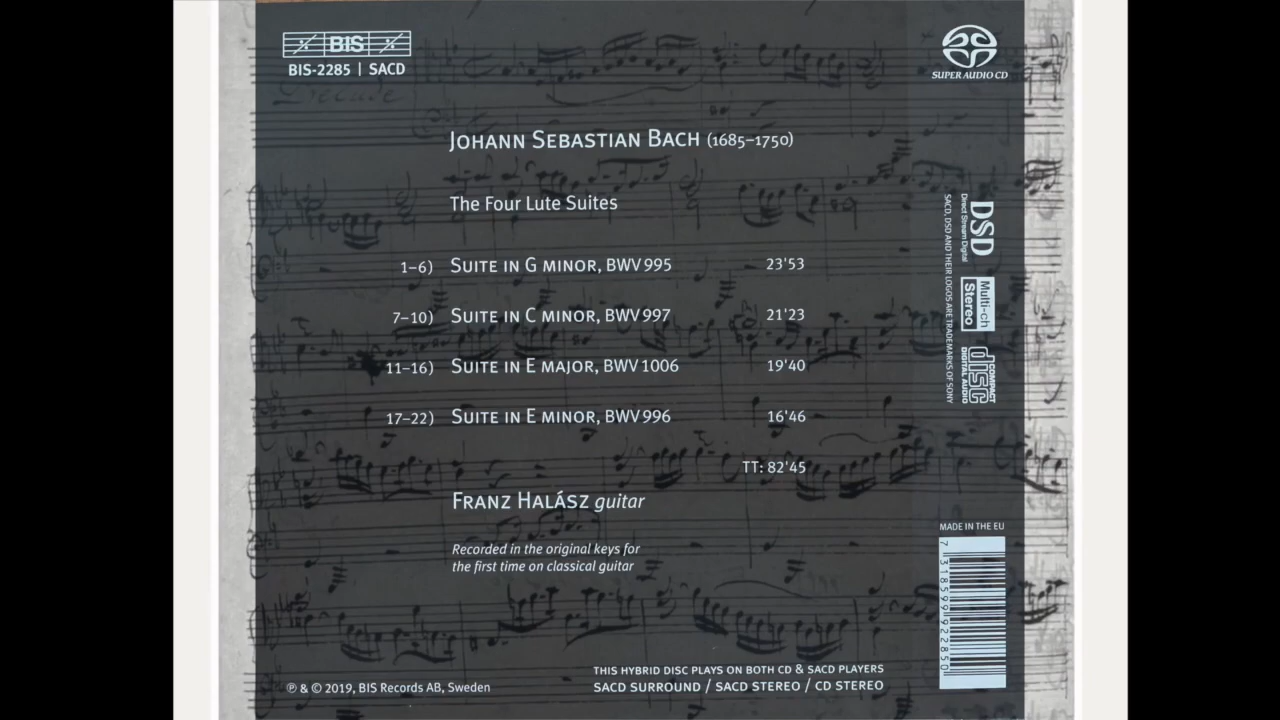 BIS
BIS-2285 | SACD
SUPER AUDIO CD
Prelude
JOHANN SEBASTIAN BACH (1685–1750)
The Four Lute Suites
1–6) SUITE IN G MINOR, BWV 995 23'53
7–10) SUITE IN C MINOR, BWV 997 21'23
11–16) SUITE IN E MAJOR, BWV 1006 19'40
17–22) SUITE IN E MINOR, BWV 996 16'46
TT: 82'45
FRANZ HALÁSZ guitar
Recorded in the original keys for
the first time on classical guitar
DSD
Direct Stream Digital
SACD, DSD AND THEIR LOGOS ARE TRADEMARKS OF SONY
Multi-ch
Stereo
COMPACT
disc
DIGITAL AUDIO
MADE IN THE EU
7 318599 922850
THIS HYBRID DISC PLAYS ON BOTH CD & SACD PLAYERS
SACD SURROUND / SACD STEREO / CD STEREO
℗ & © 2019, BIS Records AB, Sweden